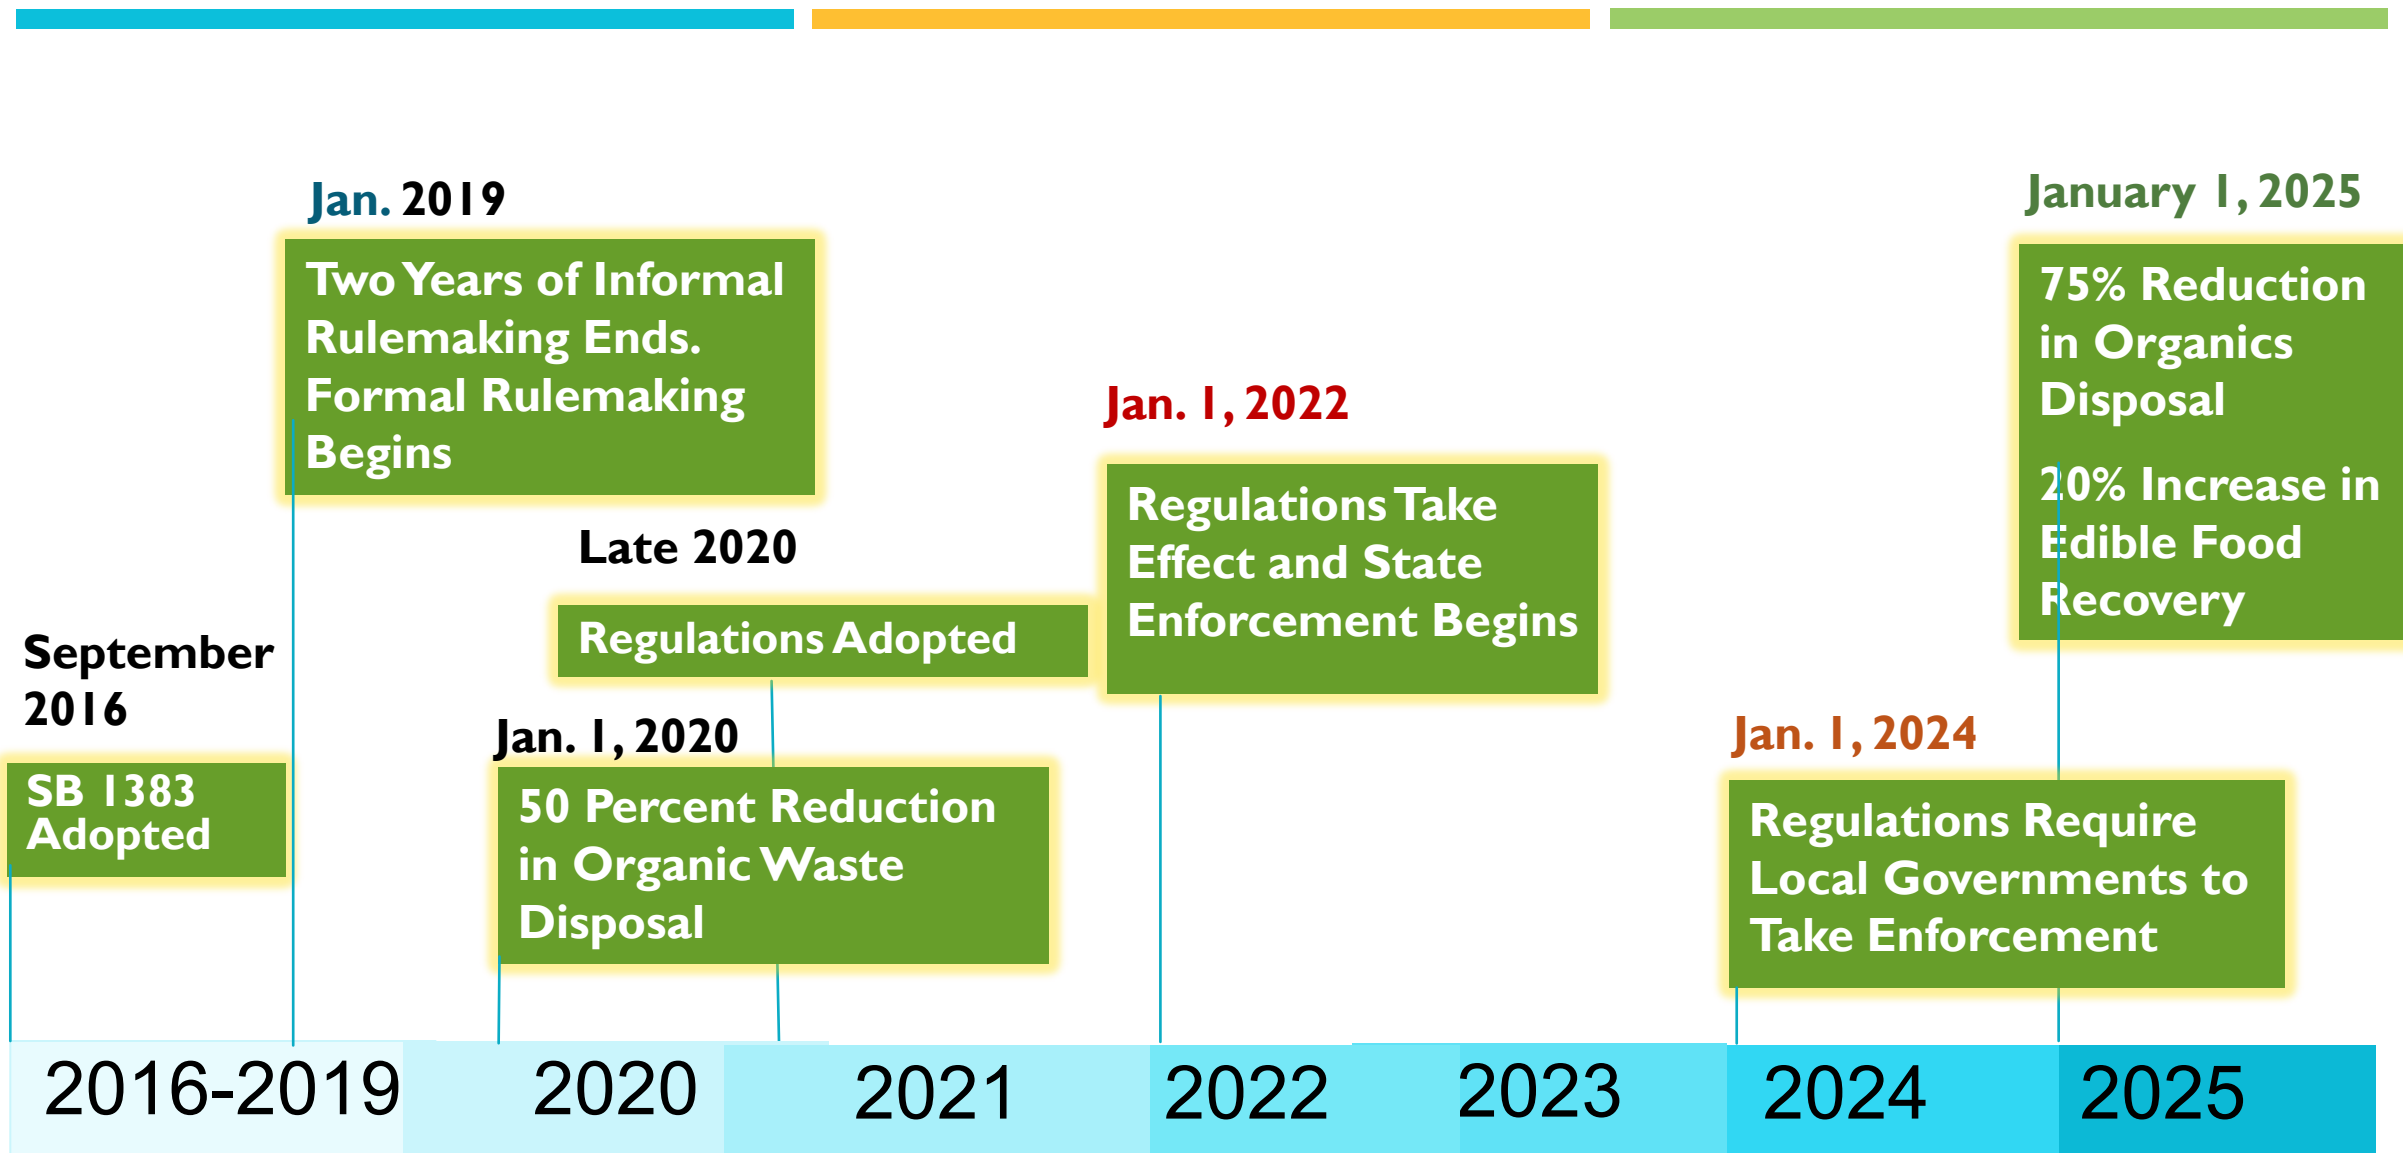 Jan. 2019
Two Years of Informal
Rulemaking Ends.
Formal Rulemaking
Begins
January 1, 2025
75% Reduction
in Organics
Disposal
20% Increase in
Edible Food
Recovery
Jan. 1, 2022
Regulations Take
Effect and State
Enforcement Begins
Late 2020
Regulations Adopted
September
2016
SB 1383
Adopted
Jan. 1, 2020
50 Percent Reduction
in Organic Waste
Disposal
Jan. 1, 2024
Regulations Require
Local Governments to
Take Enforcement
2016-2019
2020
2021
2022
2023
2024
2025